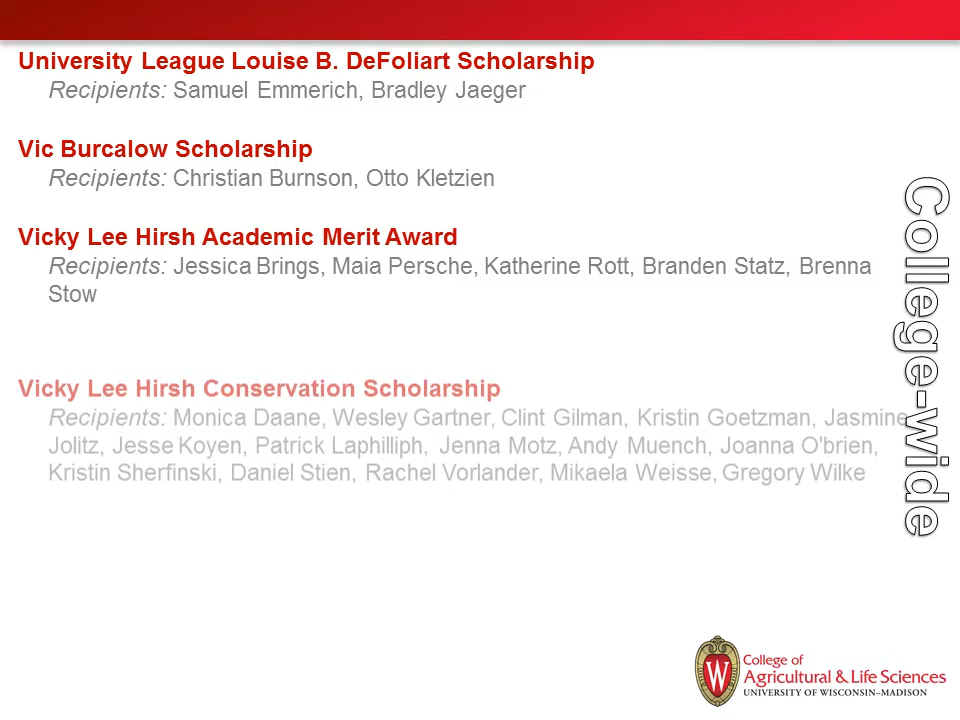 University League Louise B. DeFoliart Scholarship
Recipients: Samuel Emmerich, Bradley Jaeger
Vic Burcalow Scholarship
Recipients: Christian Burnson, Otto Kletzien
Vicky Lee Hirsh Academic Merit Award
Recipients: Jessica Brings, Maia Persche, Katherine Rott, Branden Statz, Brenna
Stow
Vicky Lee Hirsh Conservation Scholarship
Recipients: Monica Daane, Wesley Gartner, Clint Gilman, Kristin Goetzman, Jasmine
Jolitz, Jesse Koyen, Patrick Laphilliph, Jenna Motz, Andy Muench, Joanna O'brien,
Kristin Sherfinski, Daniel Stien, Rachel Vorlander, Mikaela Weisse, Gregory Wilke
College-wide
W
College of
Agricultural & Life Sciences
UNIVERSITY OF WISCONSIN–MADISON